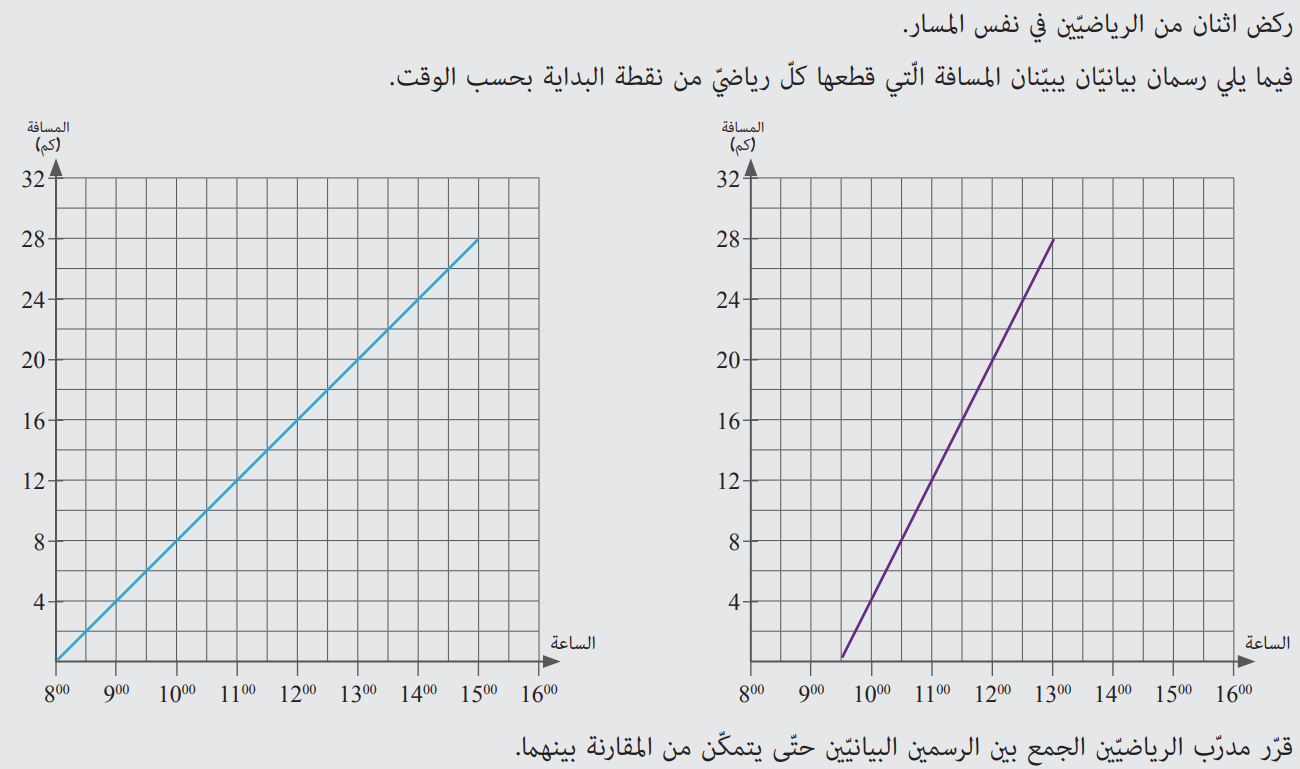 ركض اثنان من الرياضيّين في نفس المسار.
فيما يلي رسمان بيانيّان يبيّنان المسافة الّتي قطعها كلّ رياضيّ من نقطة البداية بحسب الوقت.
المسافة
(كم)
32
28
24
20
16
12
8
4
الساعة
8⁰⁰ 9⁰⁰ 10⁰⁰ 11⁰⁰ 12⁰⁰ 13⁰⁰ 14⁰⁰ 15⁰⁰ 16⁰⁰
المسافة
(كم)
32
28
24
20
16
12
8
4
الساعة
8⁰⁰ 9⁰⁰ 10⁰⁰ 11⁰⁰ 12⁰⁰ 13⁰⁰ 14⁰⁰ 15⁰⁰ 16⁰⁰
قرّر مدرّب الرياضيّين الجمع بين الرسمين البيانيّين حتّى يتمكّن من المقارنة بينهما.